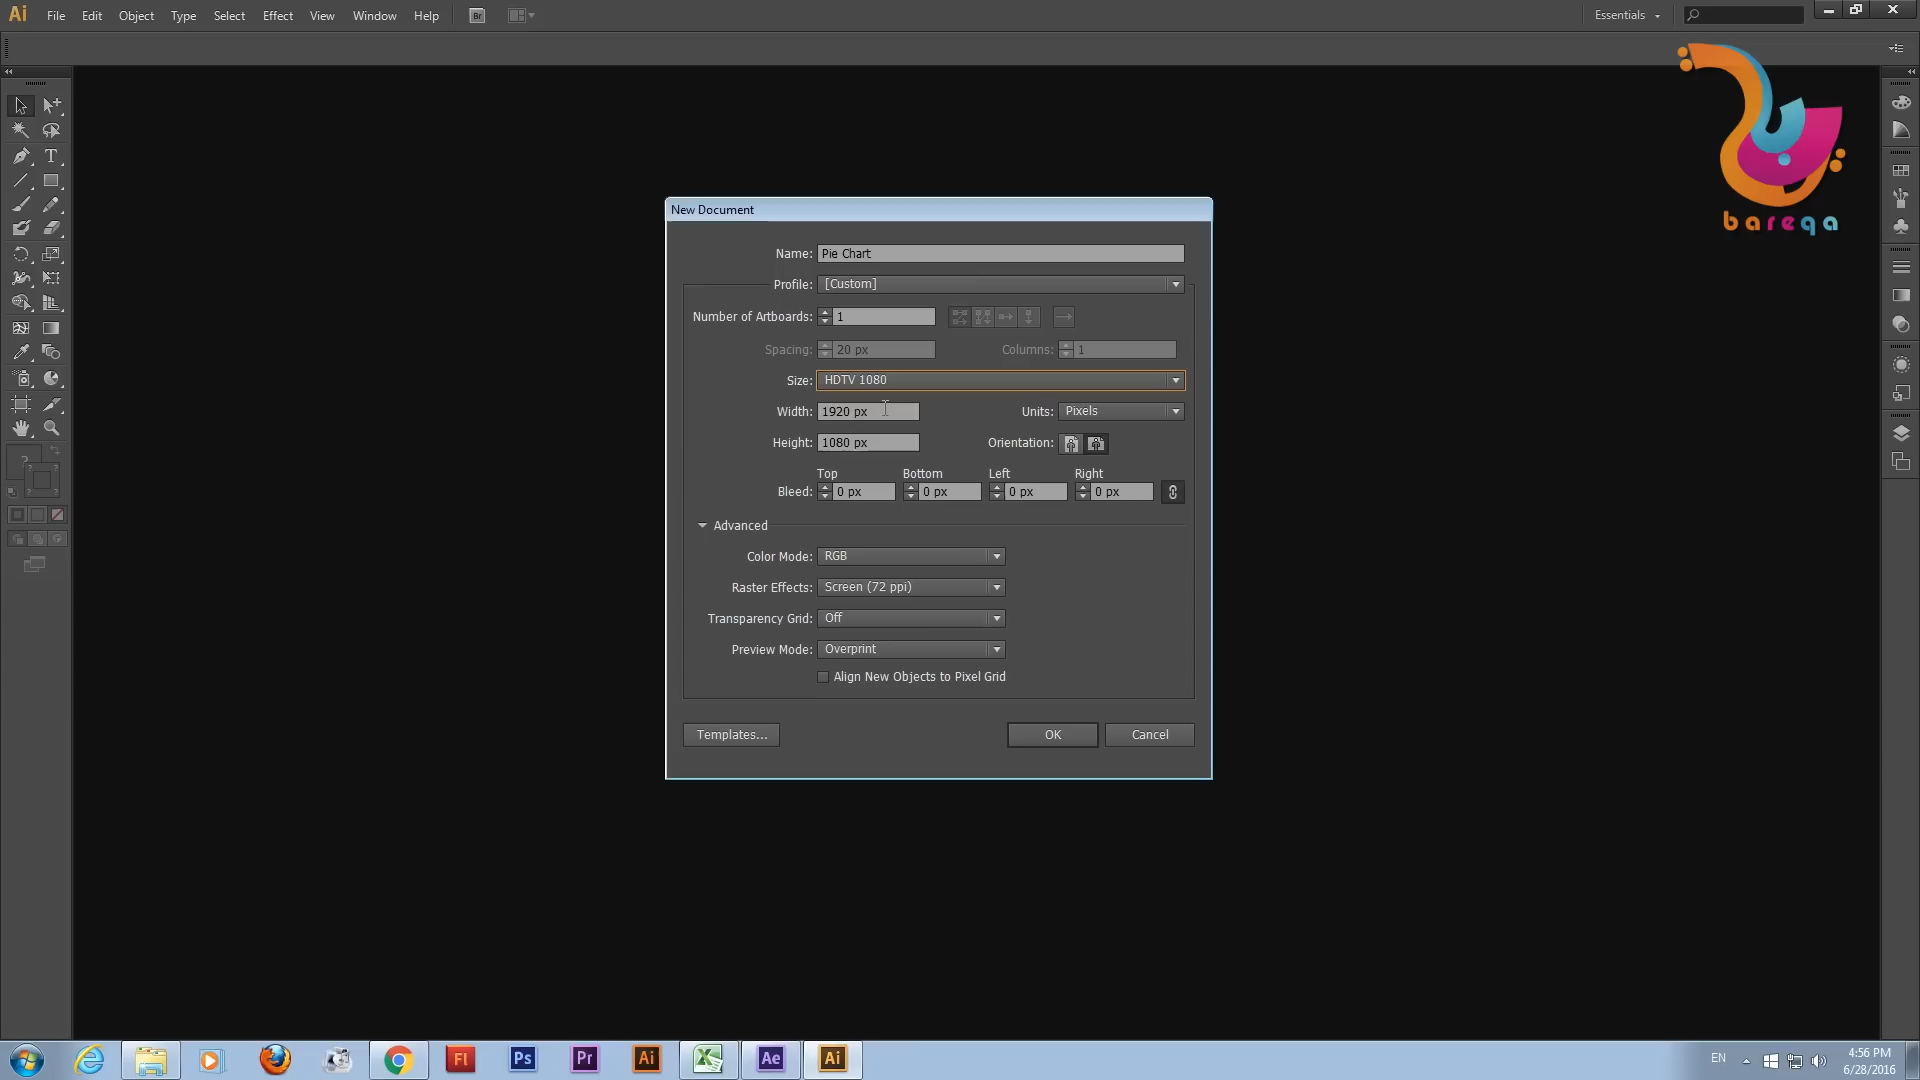 Ai File Edit Object Type Select Effect View Window Help Br Essentials
bareqa
New Document
Name: Pie Chart
Profile: [Custom]
Number of Artboards: 1
Spacing: 20 px Columns: 1
Size: HDTV 1080
Width: 1920 px Units: Pixels
Height: 1080 px Orientation:
Top Bottom Left Right
Bleed: 0 px 0 px 0 px 0 px
Advanced
Color Mode: RGB
Raster Effects: Screen (72 ppi)
Transparency Grid: Off
Preview Mode: Overprint
Align New Objects to Pixel Grid
Templates... OK Cancel
Fl Ps Pr Ai Ae Ai EN 4:56 PM
6/28/2016